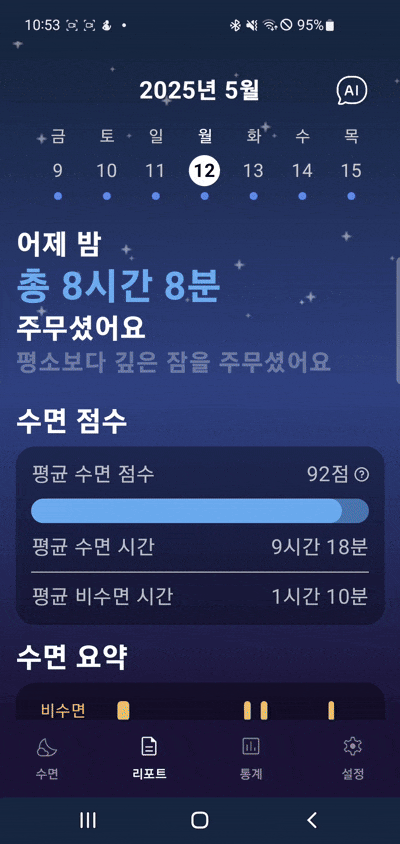 10:53 95%
2025년 5월 AI
금 토 일 월 화 수 목
9 10 11 12 13 14 15
어제 밤
총 8시간 8분
주무셨어요
평소보다 깊은 잠을 주무셨어요
수면 점수
평균 수면 점수 92점 ?
평균 수면 시간 9시간 18분
평균 비수면 시간 1시간 10분
수면 요약
비수면
수면 리포트 통계 설정